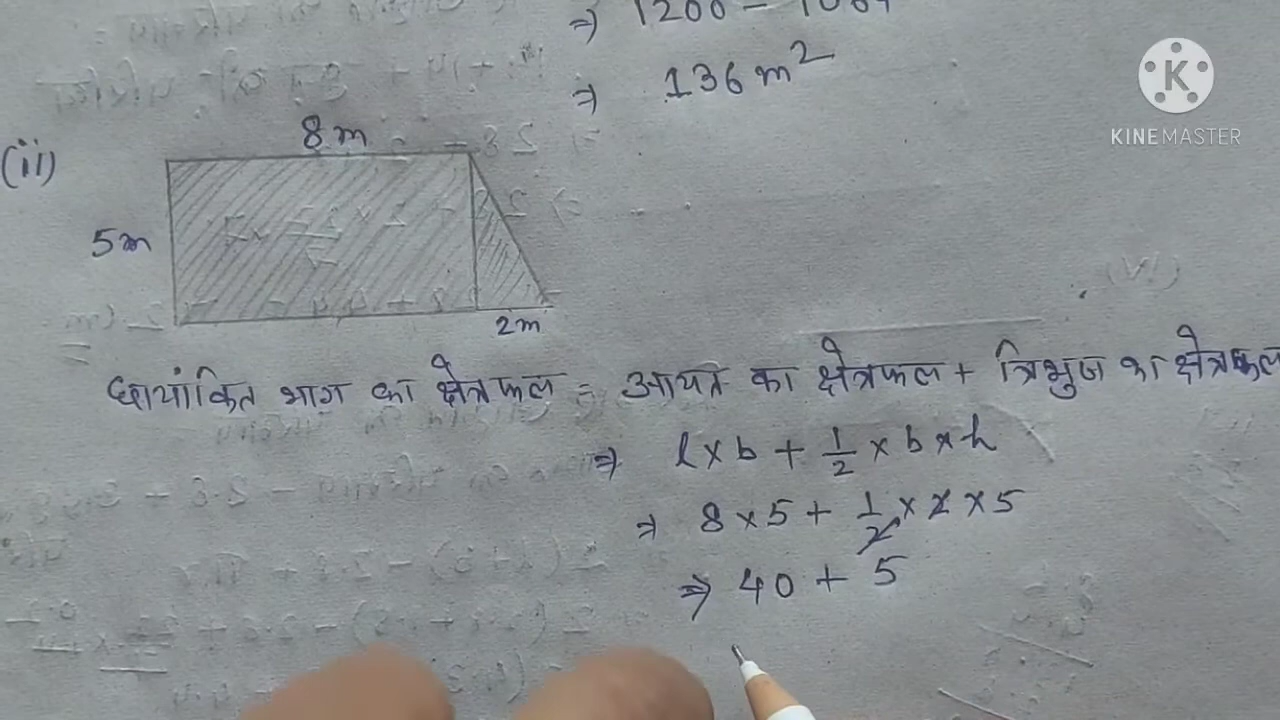 ⇒ 1200 - 1064
⇒ 136 m²
KINEMASTER
(ii)
8 m
5m
2m
छायांकित भाग का क्षेत्रफल = आयत का क्षेत्रफल + त्रिभुज का क्षेत्रफल
⇒ l × b + 1/2 × b × h
⇒ 8 × 5 + 1/2 × 2 × 5
⇒ 40 + 5